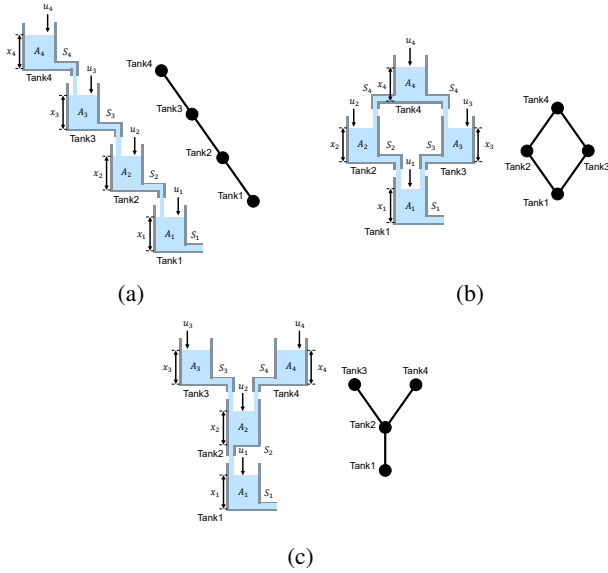 u₄
x₄ A₄ S₄
Tank4
u₃
x₃ A₃ S₃
Tank3
u₂
x₂ A₂ S₂
Tank2
u₁
x₁ A₁ S₁
Tank1
Tank4
Tank3
Tank2
Tank1
(a)
u₄
x₄ A₄
S₄ S₄
Tank4
u₂ u₃
x₂ A₂ S₂ S₃ A₃ x₃
Tank2 Tank3
u₁
x₁ A₁ S₁
Tank1
Tank4
Tank2 Tank3
Tank1
(b)
u₃ u₄
x₃ A₃ S₃ S₄ A₄ x₄
Tank3 Tank4
u₂
x₂ A₂
Tank2 S₂
u₁
x₁ A₁ S₁
Tank1
Tank3 Tank4
Tank2
Tank1
(c)